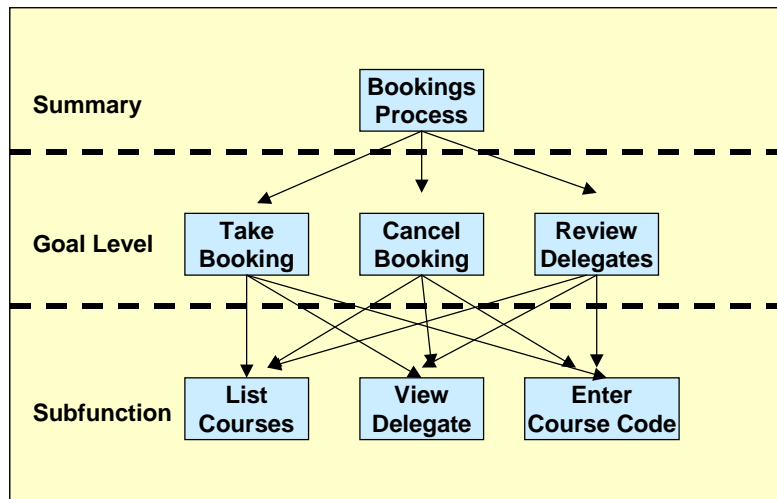 Bookings
Process
Summary
Take
Booking
Cancel
Booking
Review
Delegates
Goal Level
List
Courses
View
Delegate
Enter
Course Code
Subfunction